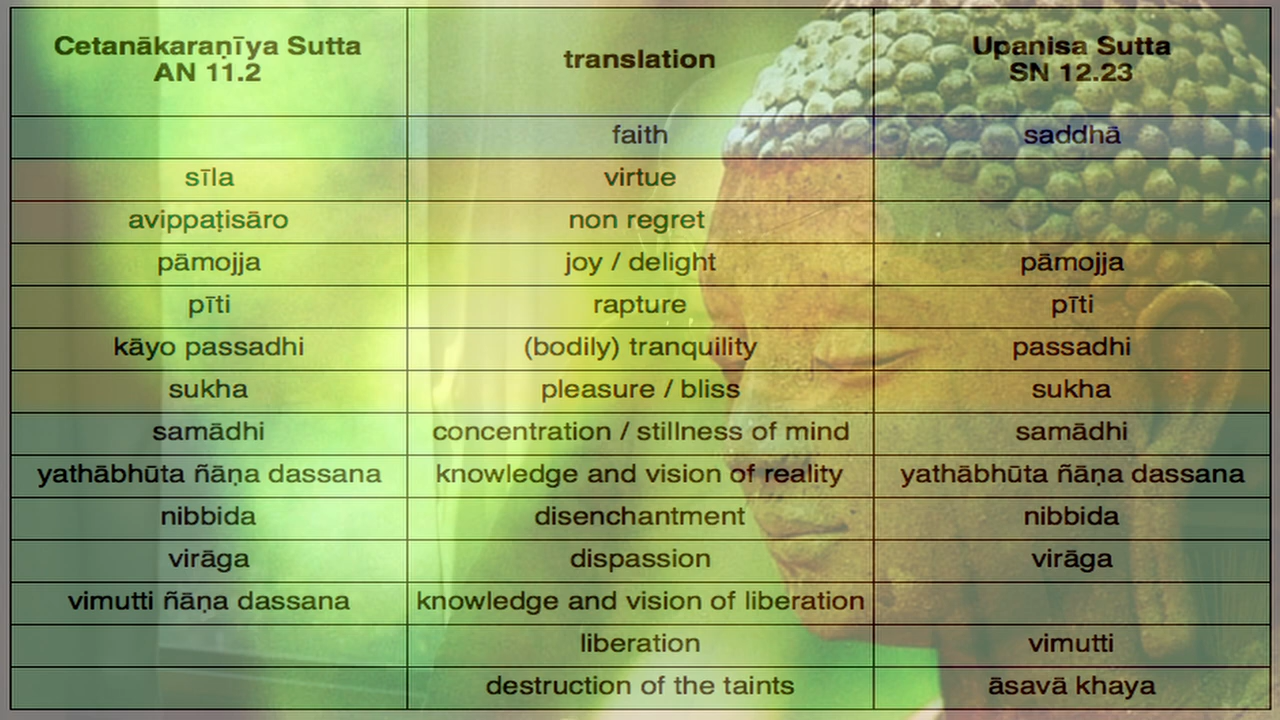 Cetanākaraṇīya Sutta
AN 11.2
translation
Upanisa Sutta
SN 12.23
faith saddhā
sīla virtue
avippaṭisāro non regret
pāmojja joy / delight pāmojja
pīti rapture pīti
kāyo passadhi (bodily) tranquility passadhi
sukha pleasure / bliss sukha
samādhi concentration / stillness of mind samādhi
yathābhūta ñāṇa dassana knowledge and vision of reality yathābhūta ñāṇa dassana
nibbida disenchantment nibbida
virāga dispassion virāga
vimutti ñāṇa dassana knowledge and vision of liberation
liberation vimutti
destruction of the taints āsavā khaya